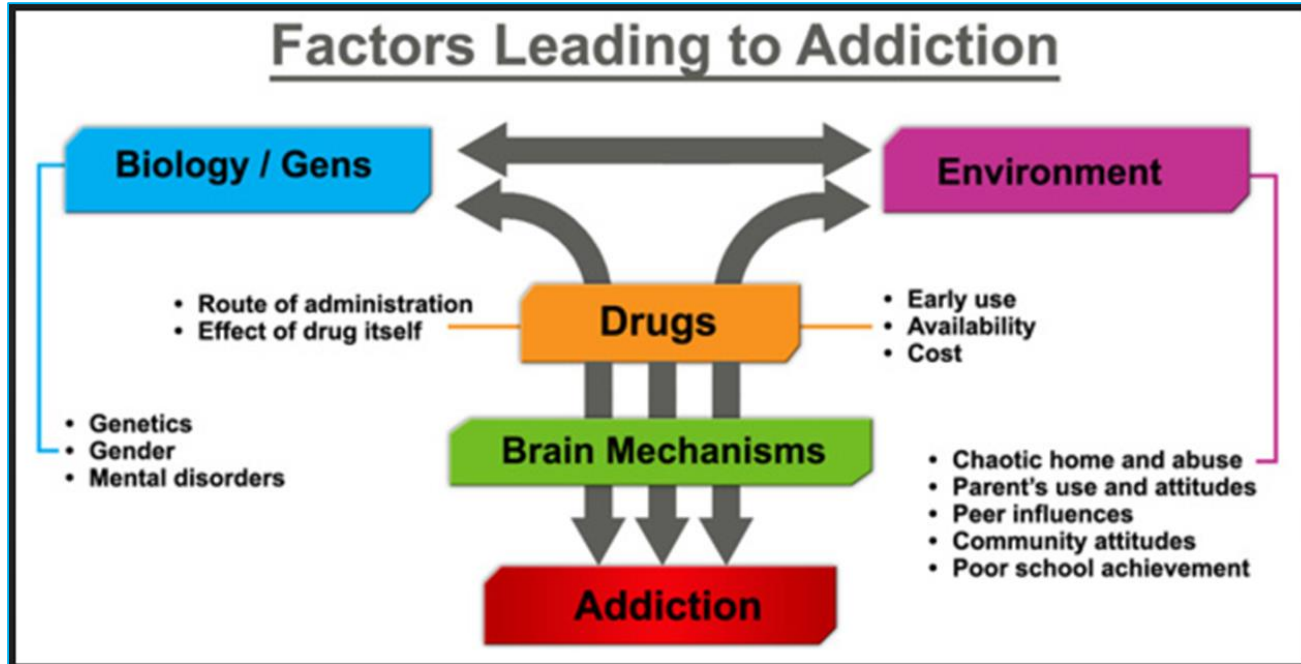 Factors Leading to Addiction
Biology / Gens
Environment
• Route of administration
• Effect of drug itself
Drugs
• Early use
• Availability
• Cost
• Genetics
• Gender
• Mental disorders
Brain Mechanisms
• Chaotic home and abuse
• Parent's use and attitudes
• Peer influences
• Community attitudes
• Poor school achievement
Addiction